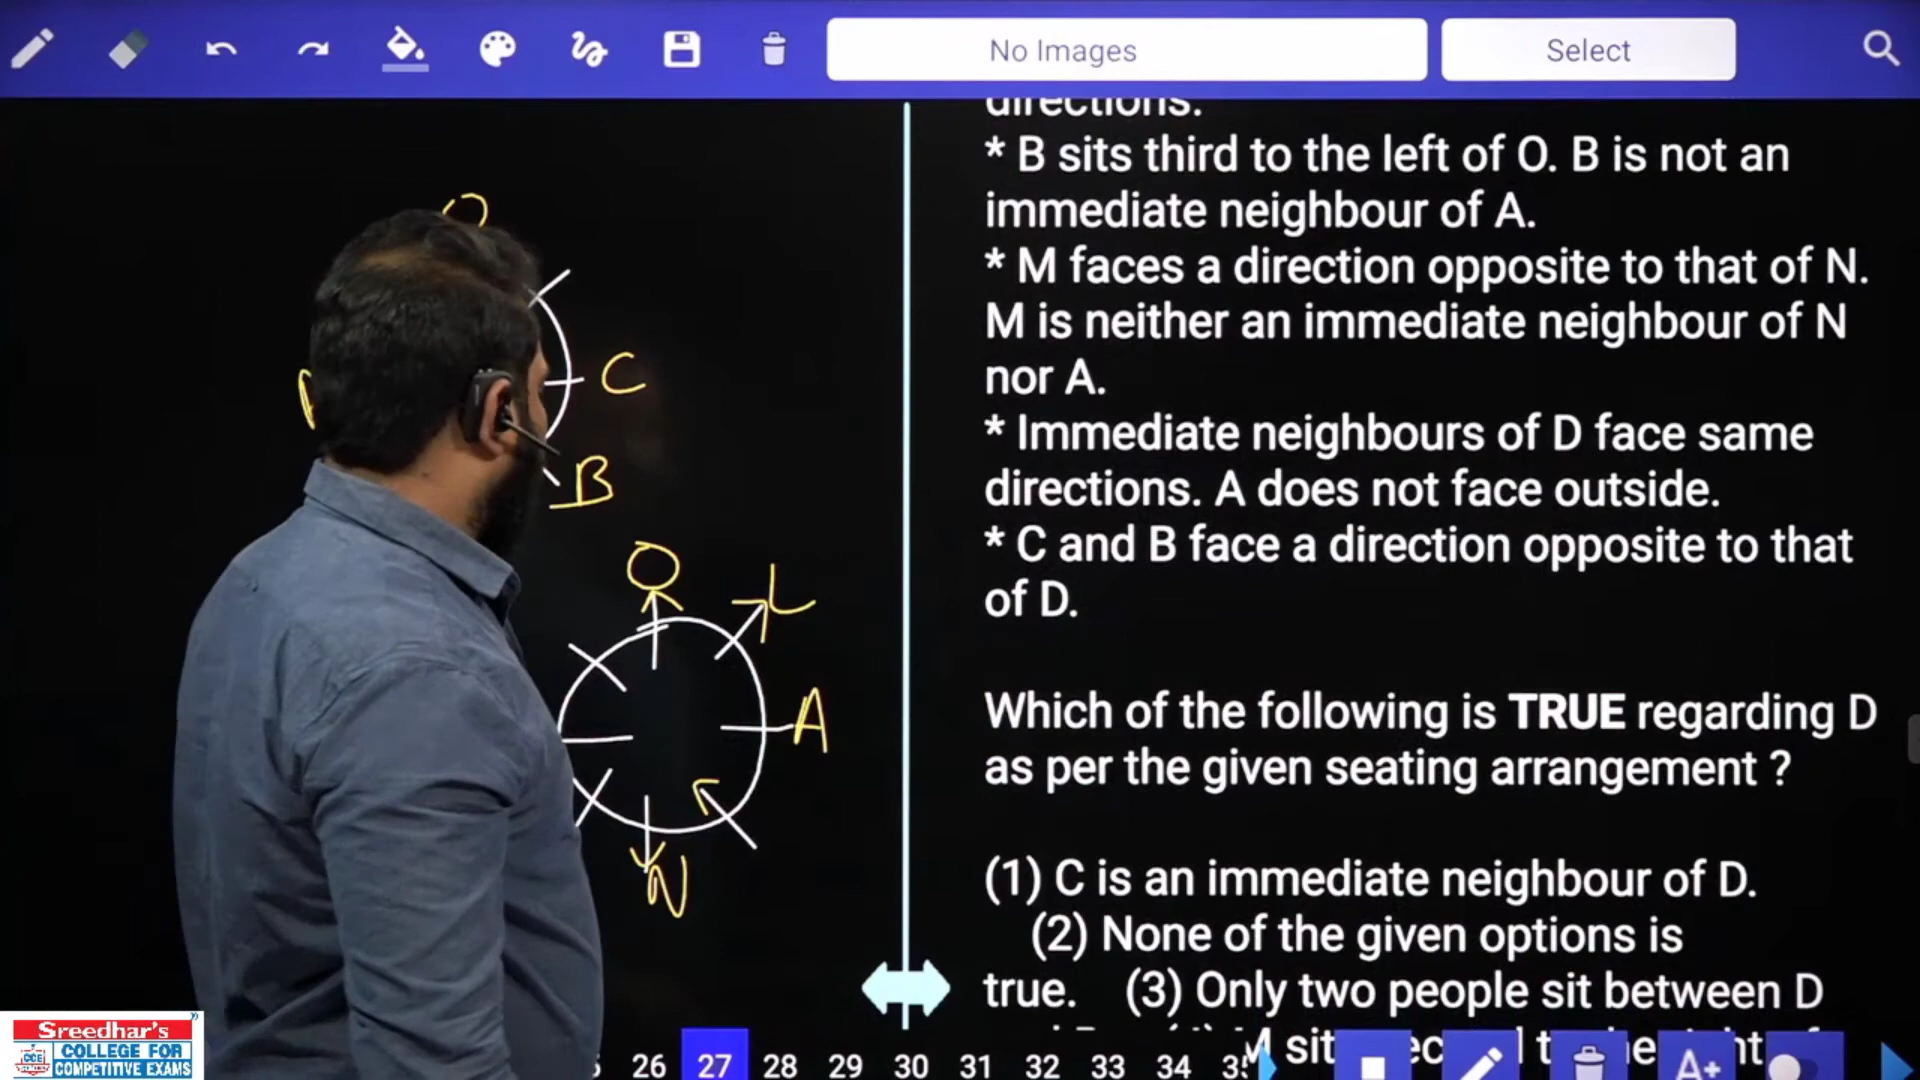 No Images
Select
directions.
* B sits third to the left of O. B is not an
immediate neighbour of A.
* M faces a direction opposite to that of N.
M is neither an immediate neighbour of N
nor A.
* Immediate neighbours of D face same
directions. A does not face outside.
* C and B face a direction opposite to that
of D.
Which of the following is TRUE regarding D
as per the given seating arrangement ?
(1) C is an immediate neighbour of D.
(2) None of the given options is
true. (3) Only two people sit between D
M sit
C
B
O
L
A
N
26 27 28 29 30 31 32 33 34
A+
Sreedhar's
CCE
COLLEGE FOR
COMPETITIVE EXAMS